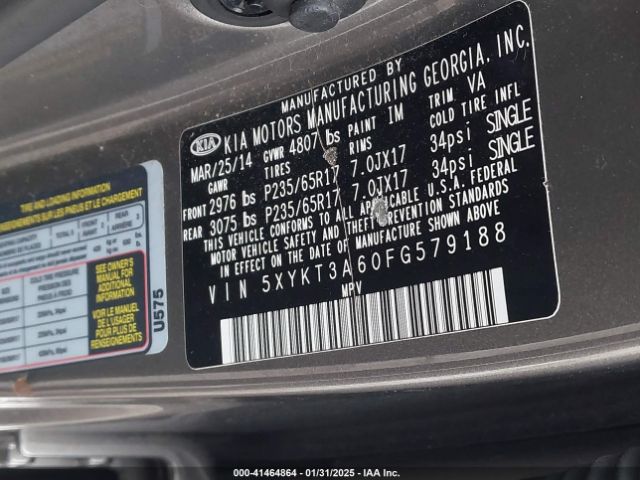 MANUFACTURED BY
KIA KIA MOTORS MANUFACTURING GEORGIA, INC.
MAR/25/14 GVWR 4807 lbs PAINT 1M TRIM VA
GAWR TIRES RIMS COLD TIRE INFL
FRONT 2976 lbs P235/65R17 7.0JX17 34psi SINGLE
REAR 3075 lbs P235/65R17 7.0JX17 34psi SINGLE
THIS VEHICLE CONFORMS TO ALL APPLICABLE U.S.A. FEDERAL
MOTOR VEHICLE SAFETY AND THEFT PREVENTION STANDARDS
IN EFFECT ON THE DATE OF MANUFACTURE SHOWN ABOVE
VIN 5XYKT3A60FG579188
MPV
TIRE AND LOADING INFORMATION
SEE OWNER'S
MANUAL FOR
ADDITIONAL
INFORMATION
VOIR LE MANUEL
DE L'USAGER
POUR PLUS DE
RENSEIGNEMENTS
U575
000-41464864 - 01/31/2025 - IAA Inc.